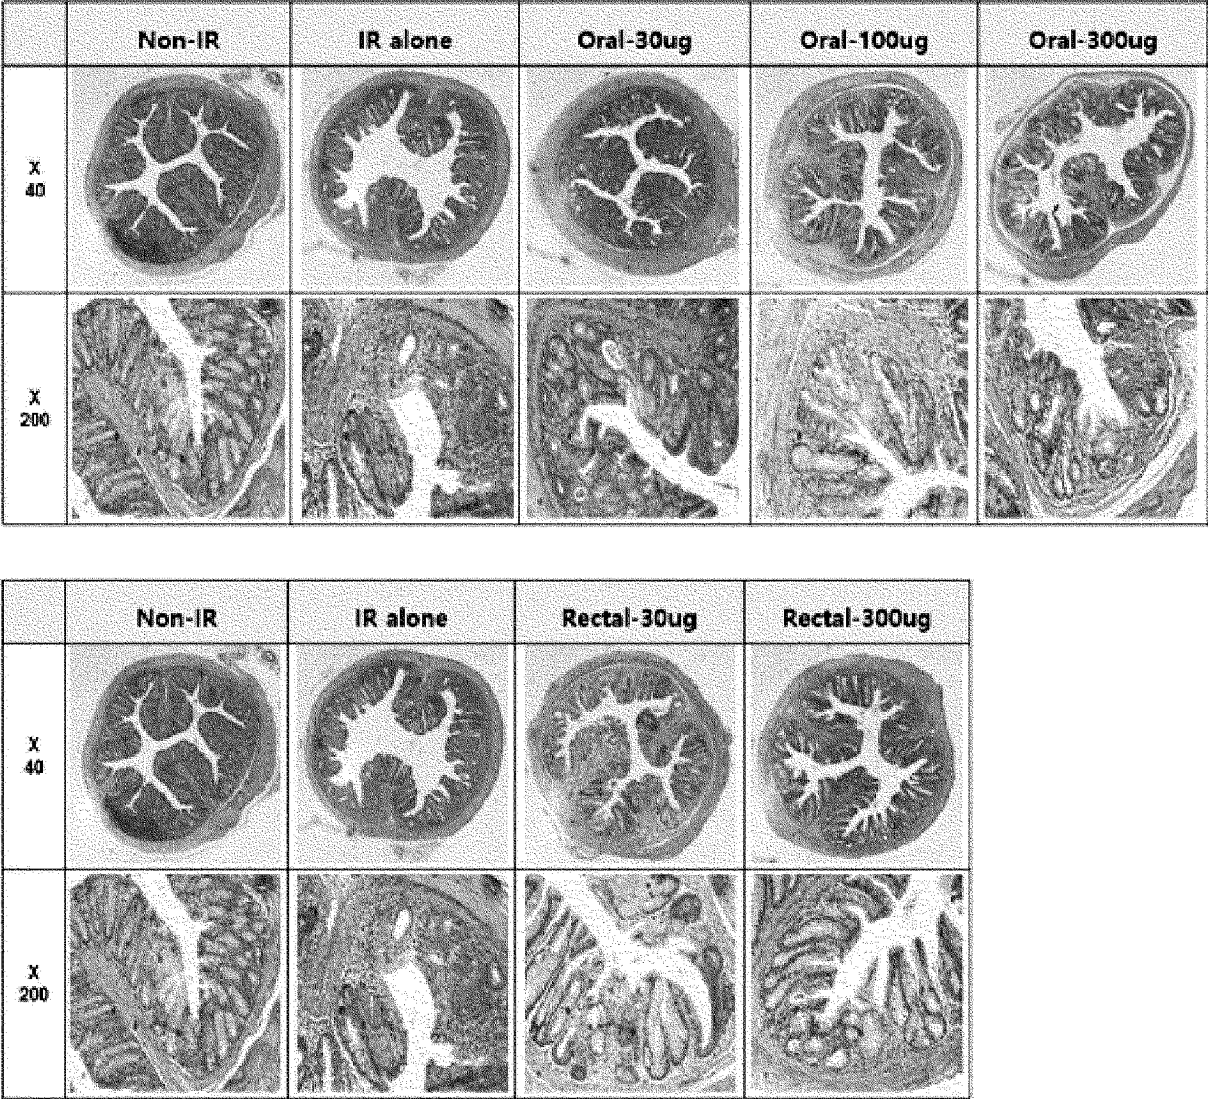 Non-IR IR alone Oral-30ug Oral-100ug Oral-300ug
X
40
X
200
Non-IR IR alone Rectal-30ug Rectal-300ug
X
40
X
200